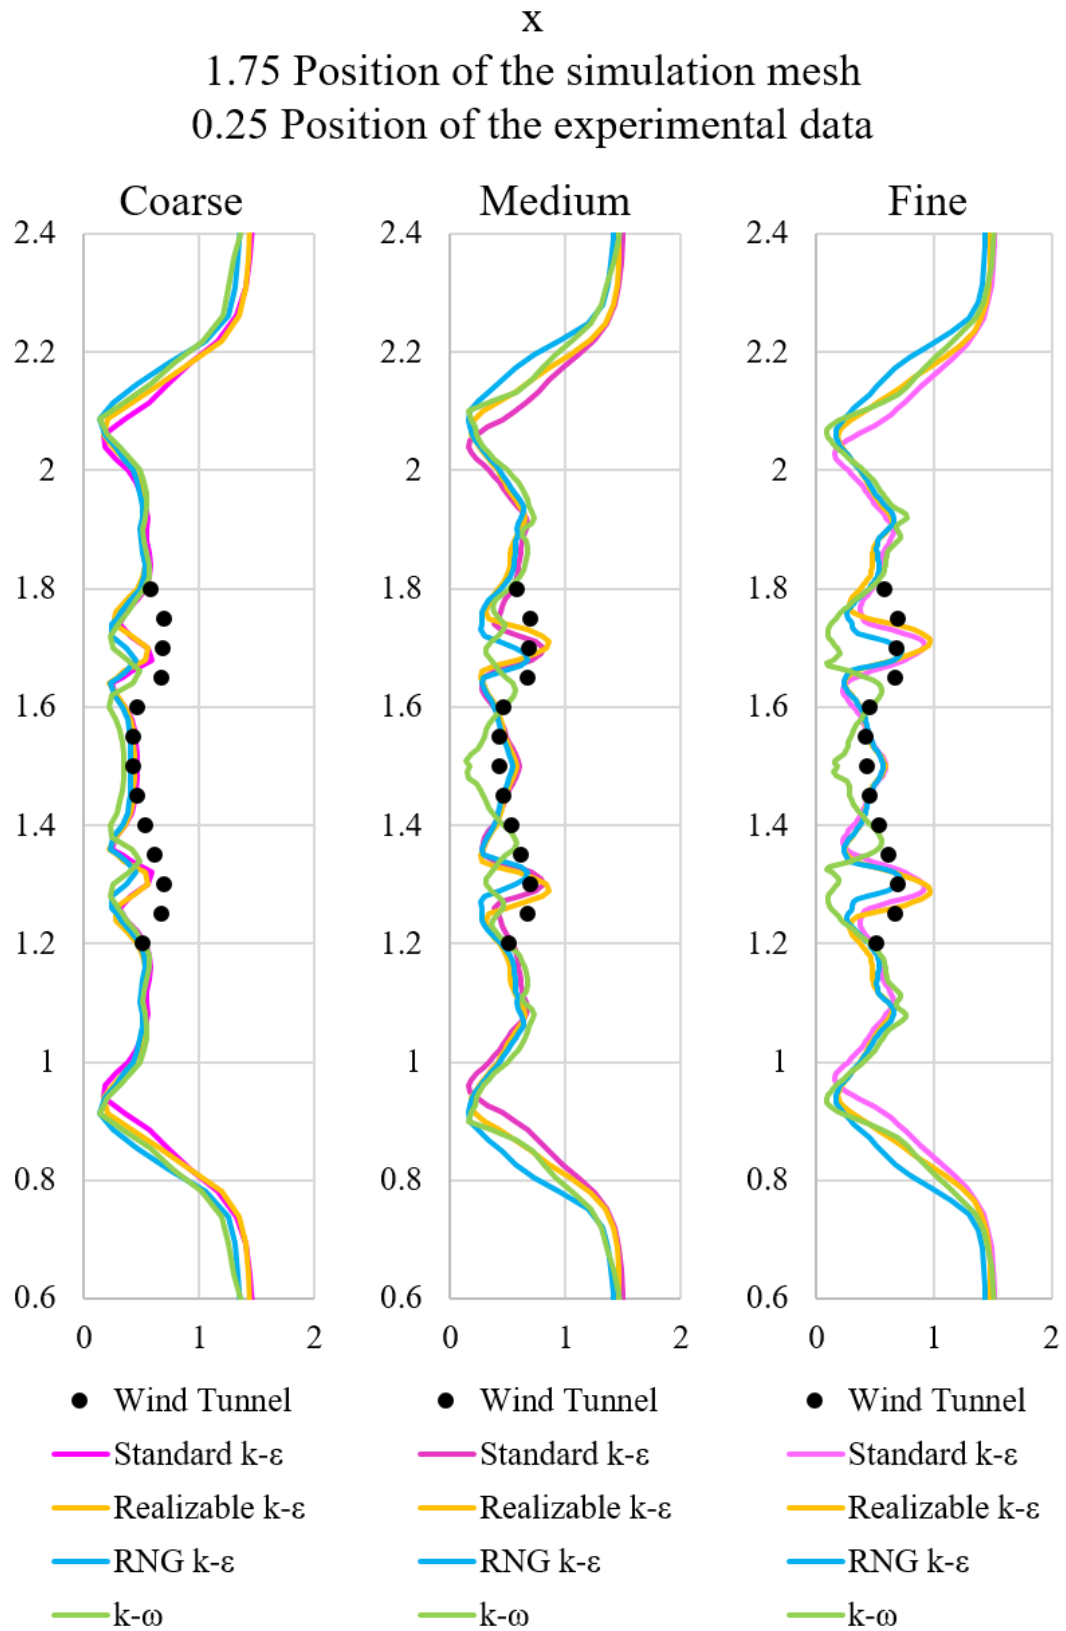 x
1.75 Position of the simulation mesh
0.25 Position of the experimental data
Coarse Medium Fine
2.4 2.4 2.4
2.2 2.2 2.2
2 2 2
1.8 1.8 1.8
1.6 1.6 1.6
1.4 1.4 1.4
1.2 1.2 1.2
1 1 1
0.8 0.8 0.8
0.6 0.6 0.6
0 1 2 0 1 2 0 1 2
Wind Tunnel Wind Tunnel Wind Tunnel
Standard k-ε Standard k-ε Standard k-ε
Realizable k-ε Realizable k-ε Realizable k-ε
RNG k-ε RNG k-ε RNG k-ε
k-ω k-ω k-ω